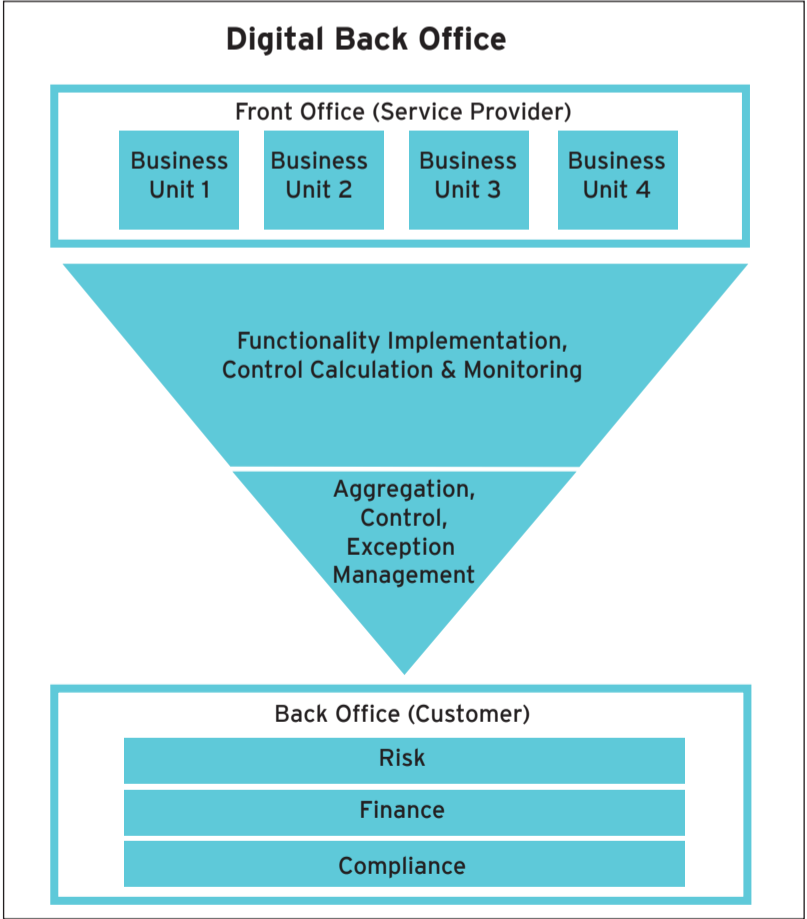 Digital Back Office
Front Office (Service Provider)
Business
Unit 1
Business
Unit 2
Business
Unit 3
Business
Unit 4
Functionality Implementation,
Control Calculation & Monitoring
Aggregation,
Control,
Exception
Management
Back Office (Customer)
Risk
Finance
Compliance